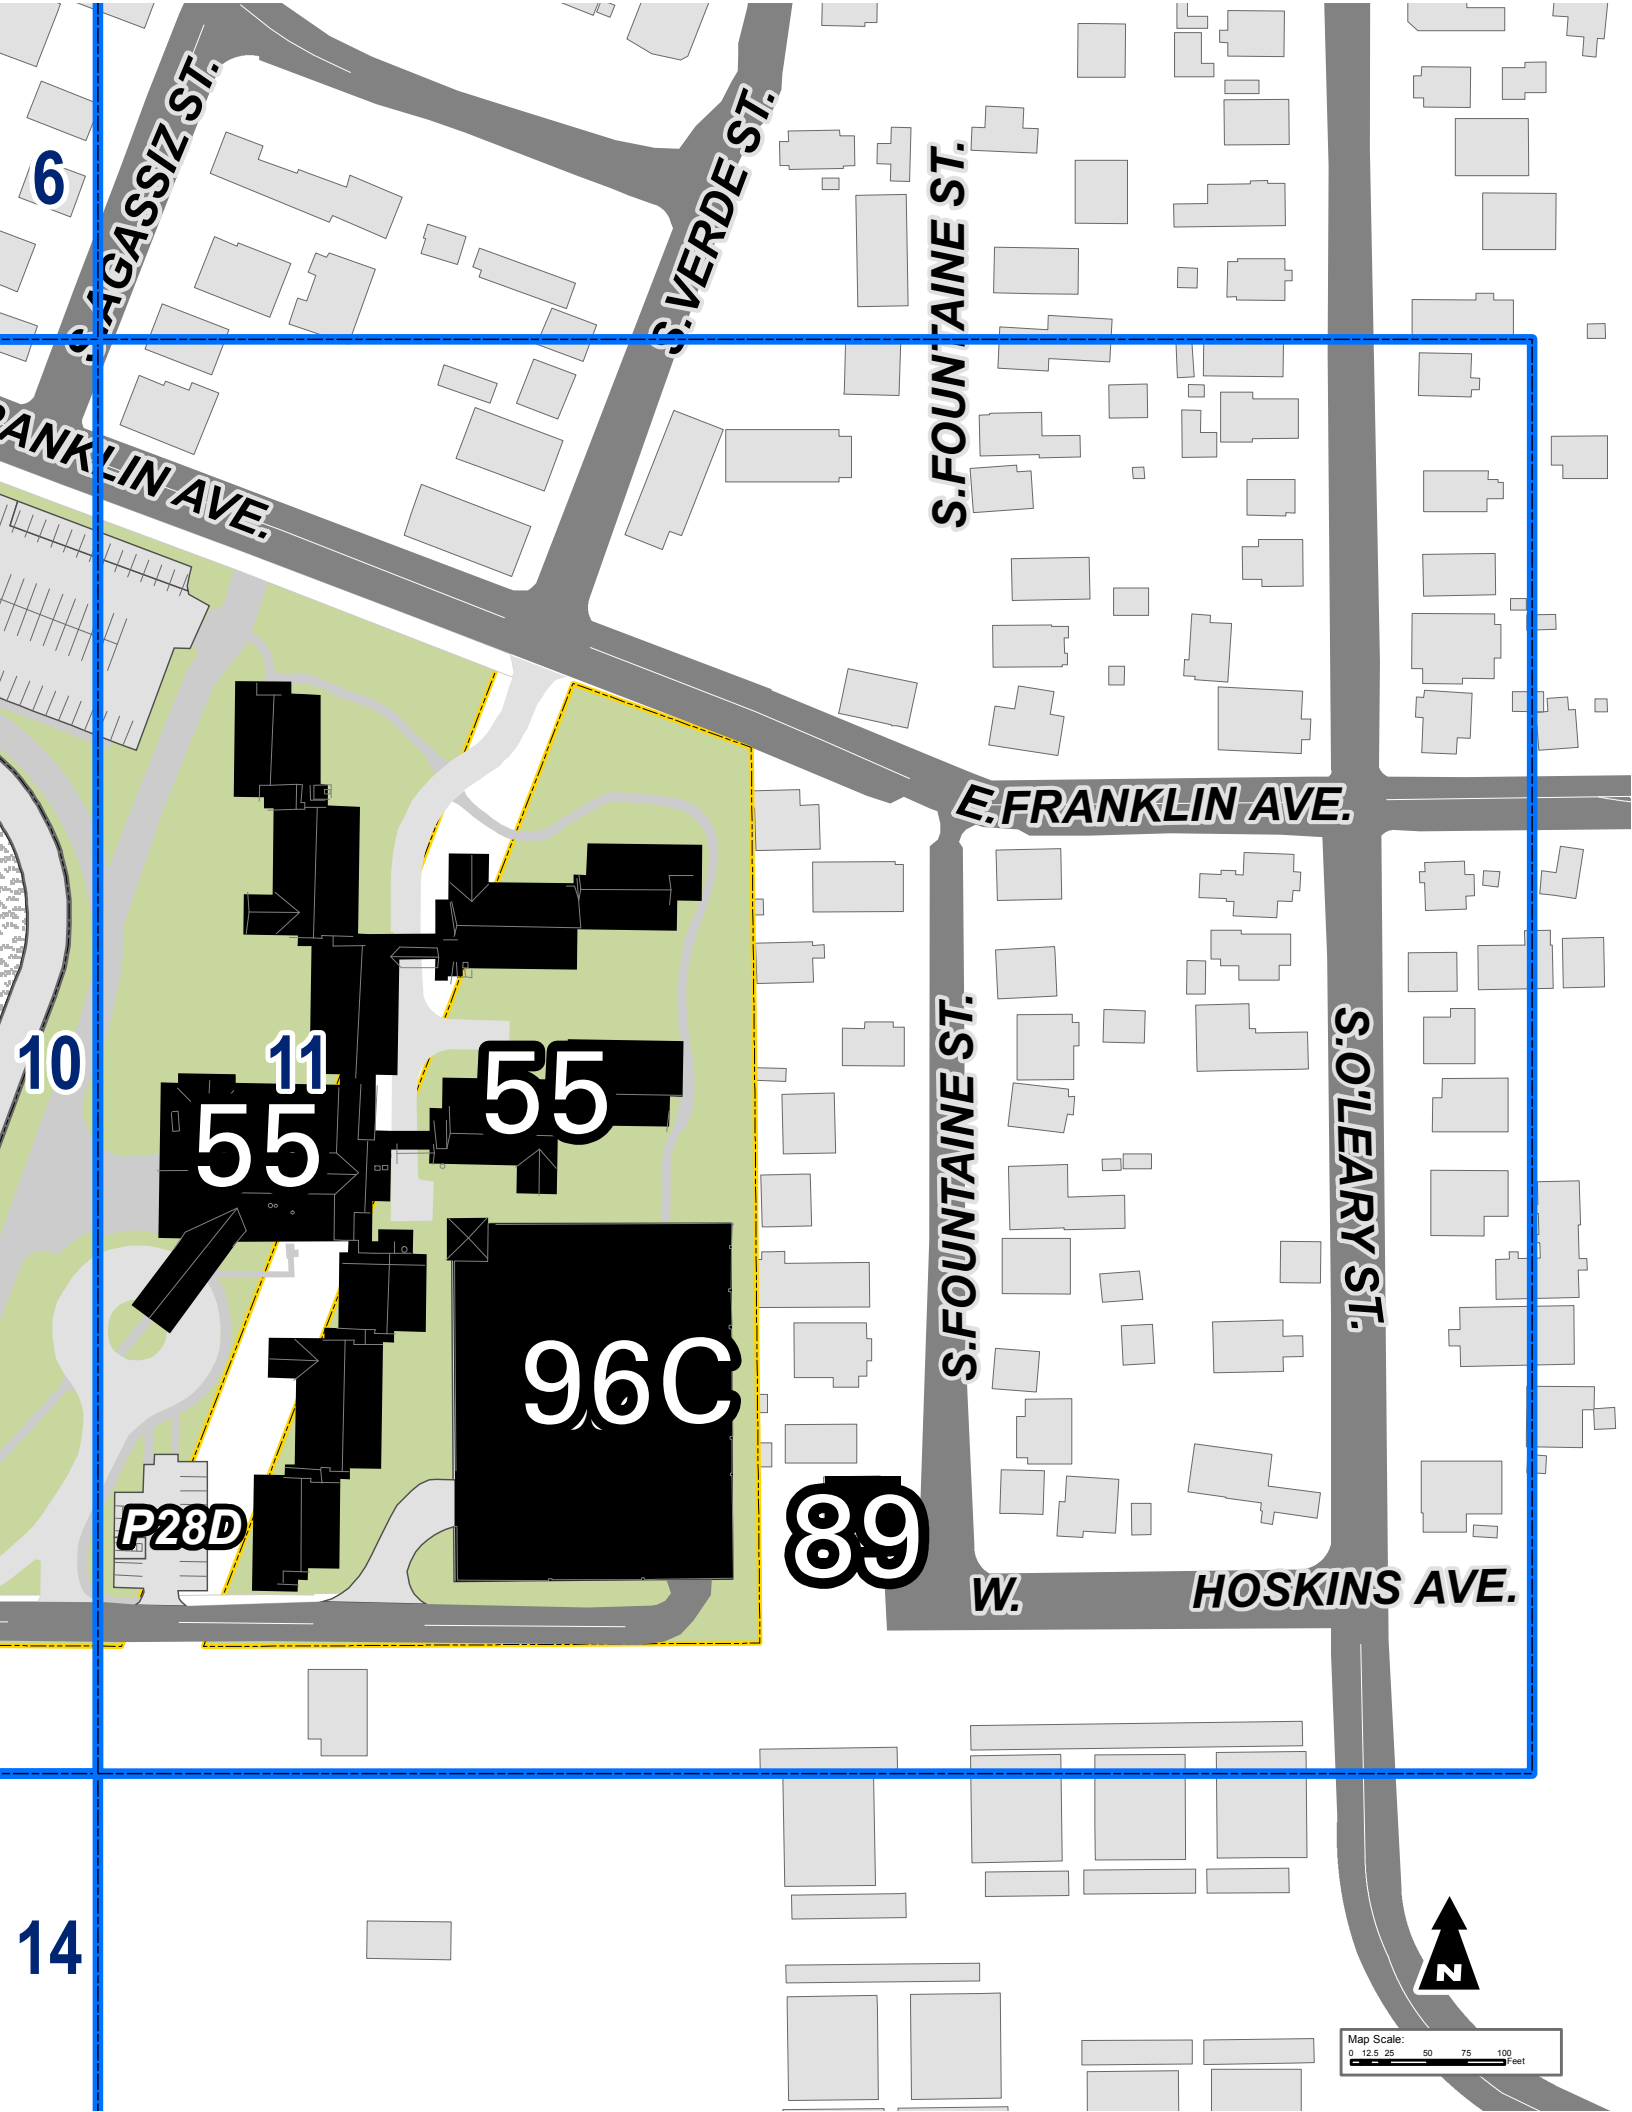 S. AGASSIZ ST.
S. VERDE ST.
S. FOUNTAINE ST.
6
RANKLIN AVE.
E. FRANKLIN AVE.
10
11
55
55
S. FOUNTAINE ST.
S. O'LEARY ST.
96C
P28D
89
W. HOSKINS AVE.
14
N
Map Scale:
0 12.5 25 50 75 100
Feet